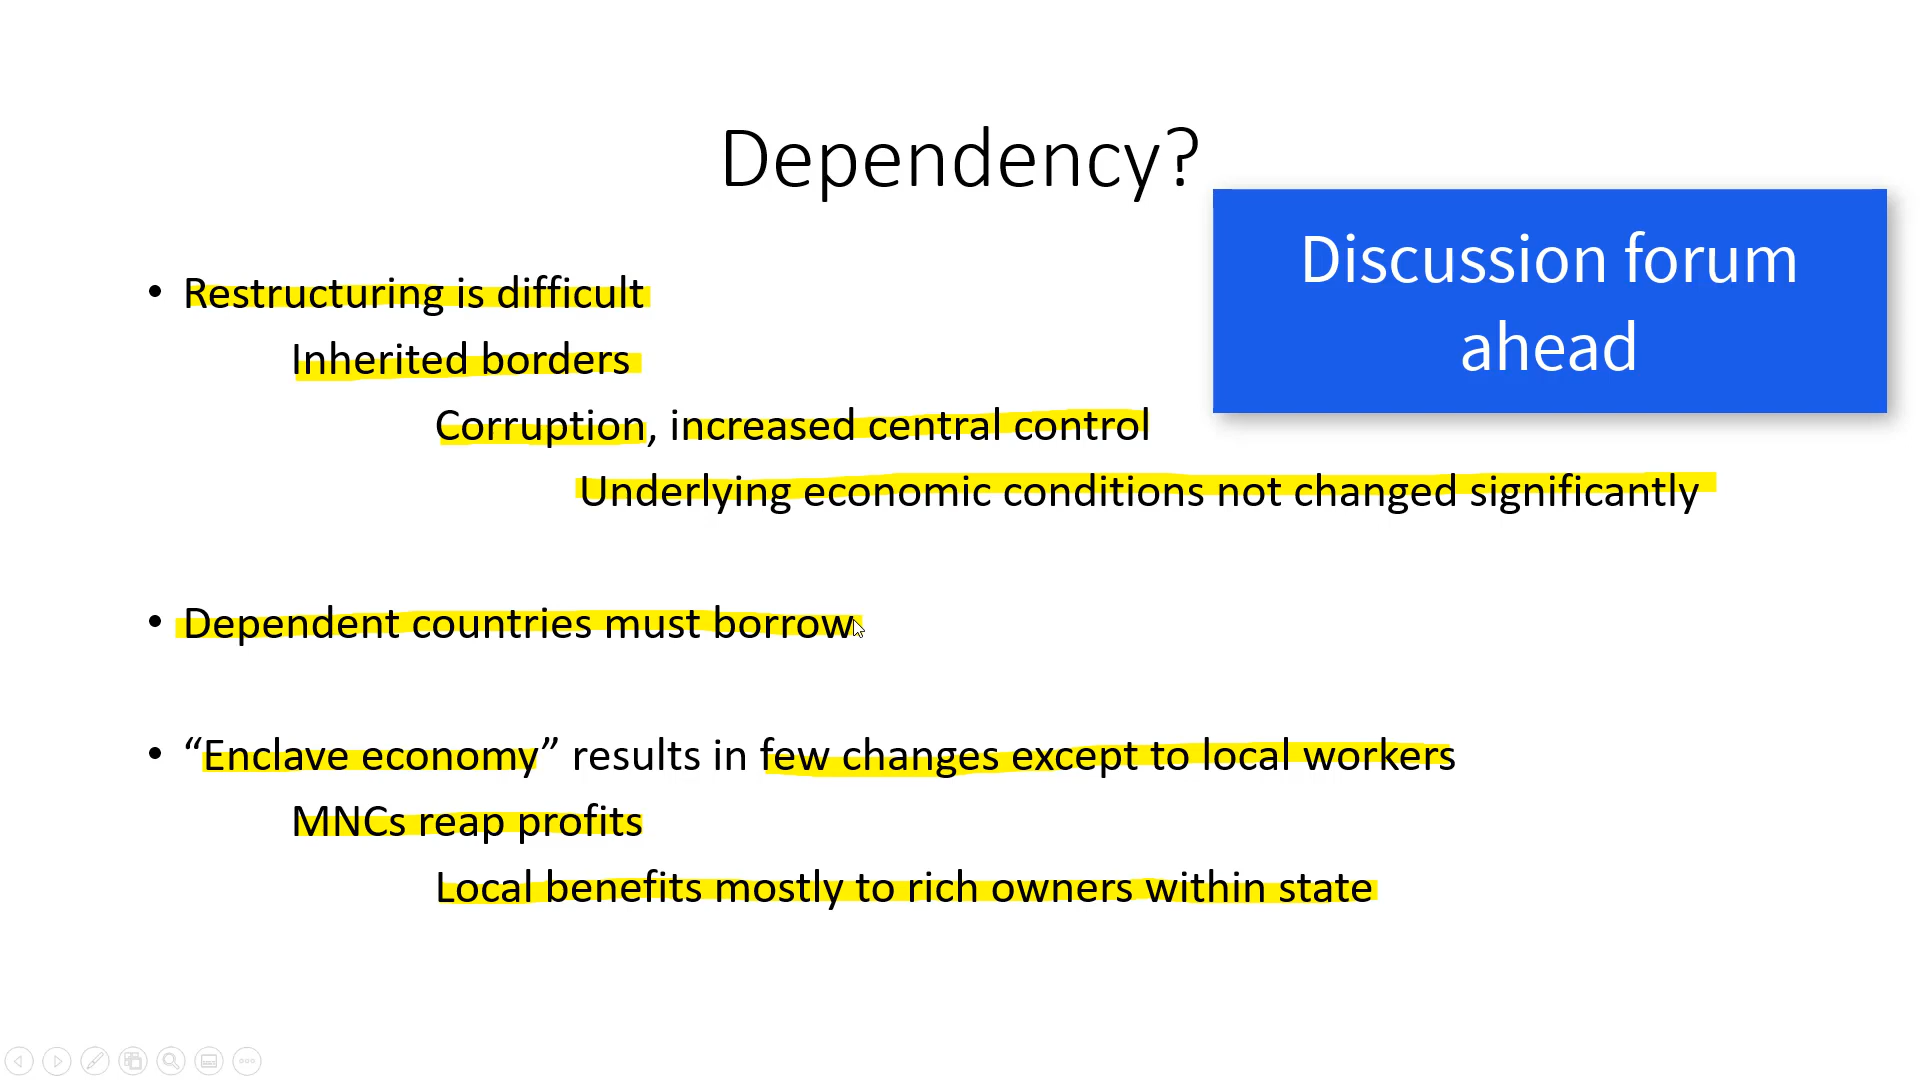 Dependency?
Discussion forum
ahead
• Restructuring is difficult
Inherited borders
Corruption, increased central control
Underlying economic conditions not changed significantly
• Dependent countries must borrow
• “Enclave economy” results in few changes except to local workers
MNCs reap profits
Local benefits mostly to rich owners within state